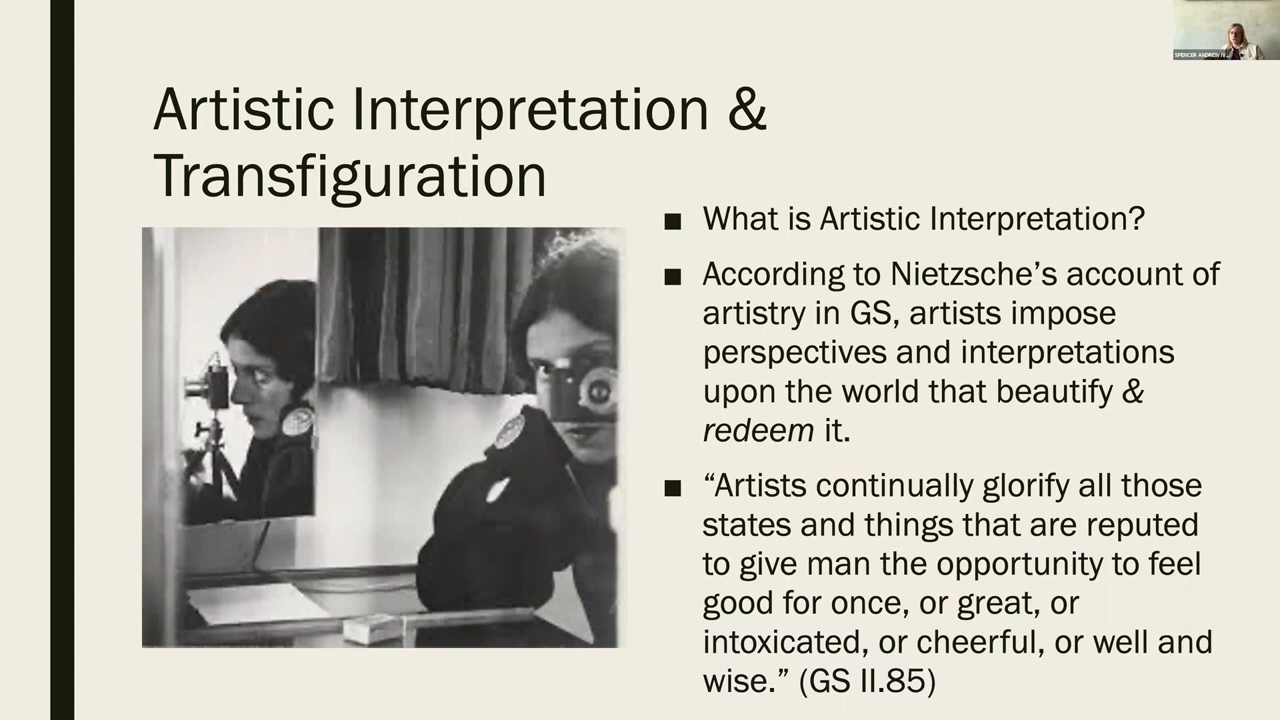 SPENCER ANDREW IV...
Artistic Interpretation &
Transfiguration
■ What is Artistic Interpretation?
■ According to Nietzsche’s account of
artistry in GS, artists impose
perspectives and interpretations
upon the world that beautify &
redeem it.
■ “Artists continually glorify all those
states and things that are reputed
to give man the opportunity to feel
good for once, or great, or
intoxicated, or cheerful, or well and
wise.” (GS II.85)